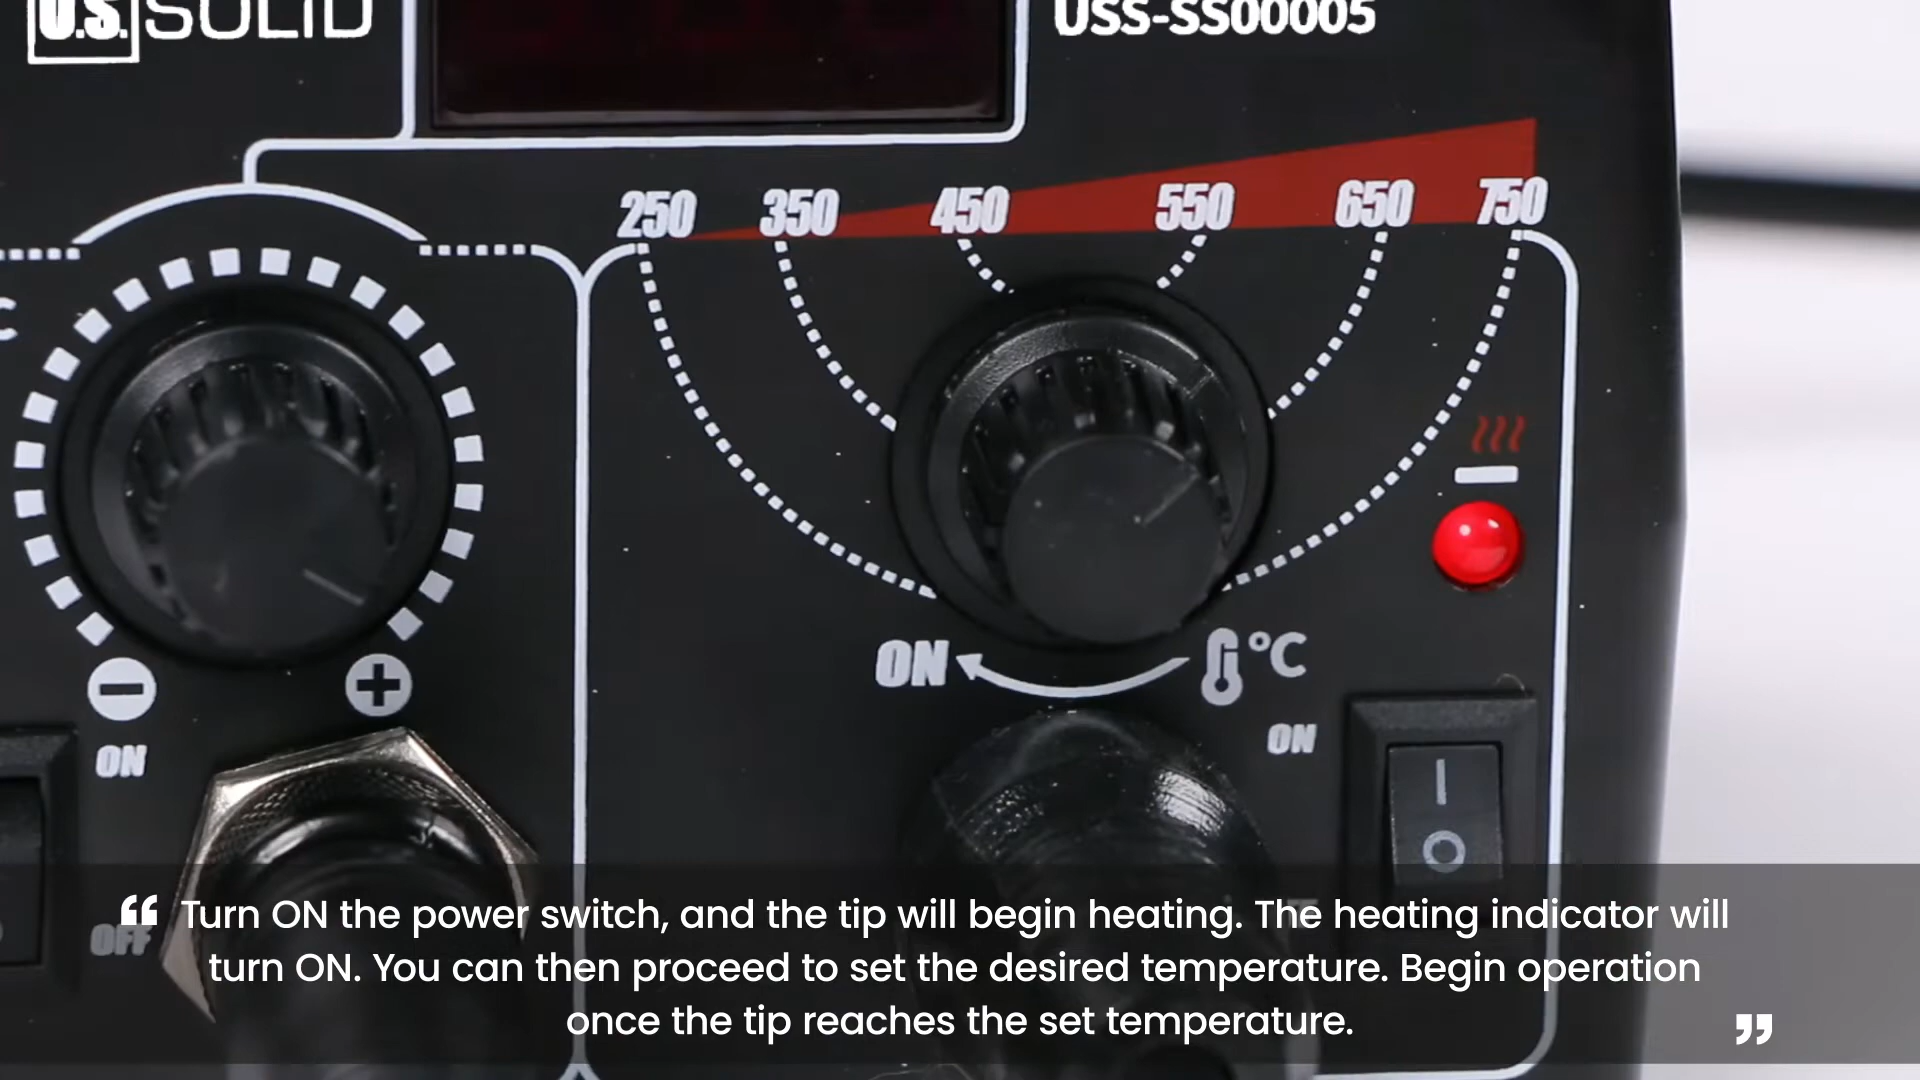 U.S. SOLID
USS-SS00005
250 350 450 550 650 750
ON
°C
ON
ON
OFF
“ Turn ON the power switch, and the tip will begin heating. The heating indicator will
turn ON. You can then proceed to set the desired temperature. Begin operation
once the tip reaches the set temperature. ”